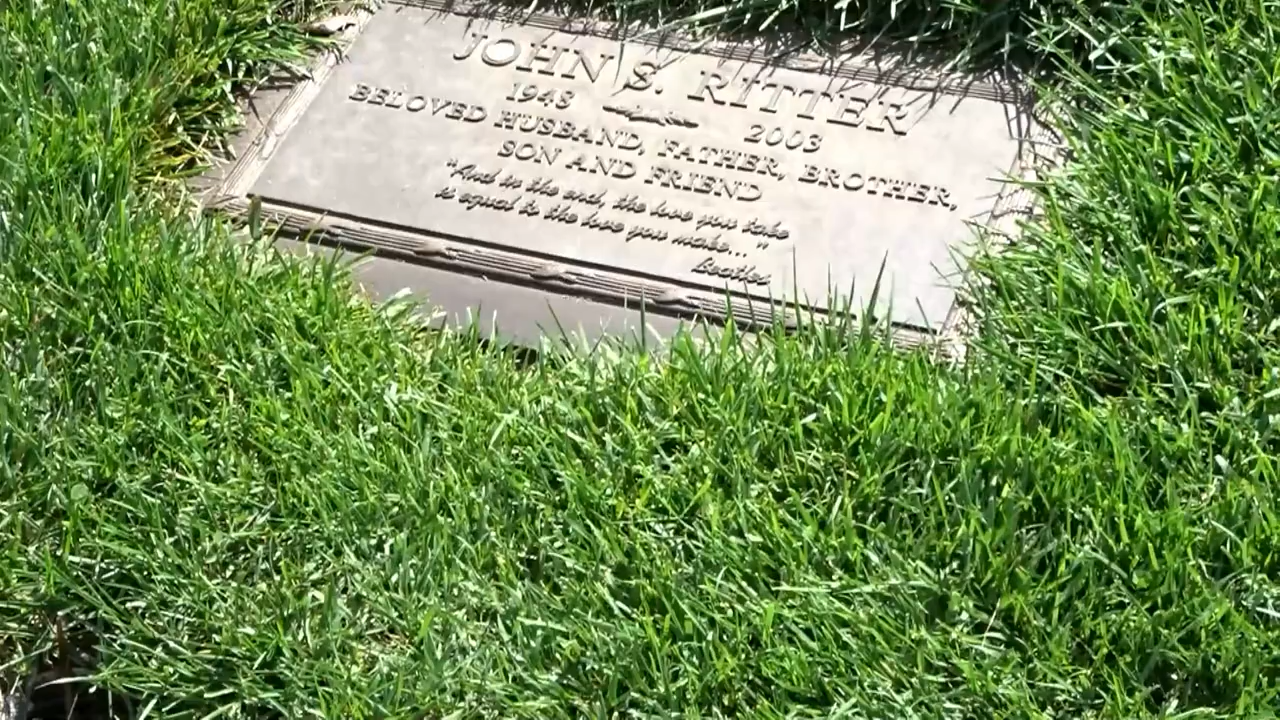 JOHN S. RITTER
1948 2003
BELOVED HUSBAND, FATHER, BROTHER,
SON AND FRIEND
"And in the end, the love you take
is equal to the love you make..."
Beatles